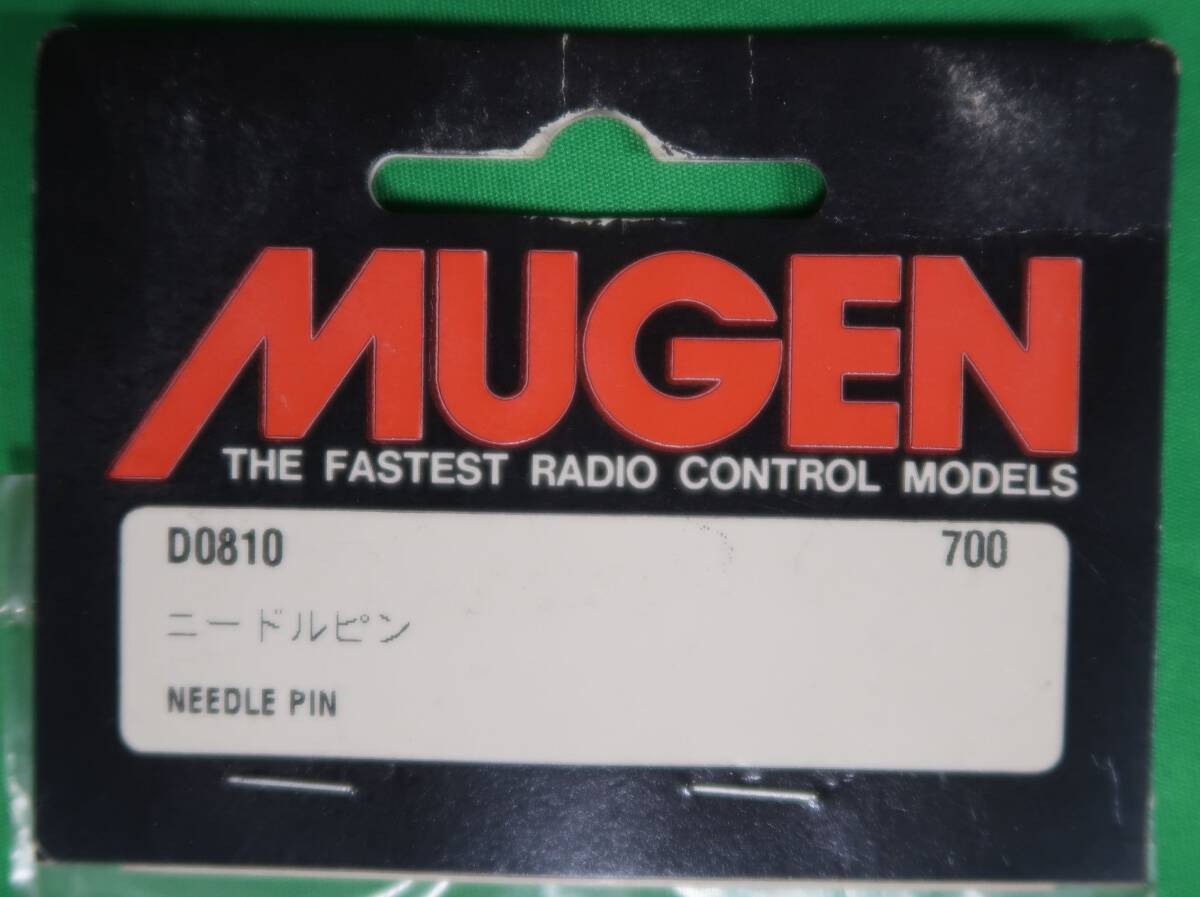 MUGEN
THE FASTEST RADIO CONTROL MODELS
D0810 700
ニードルピン
NEEDLE PIN